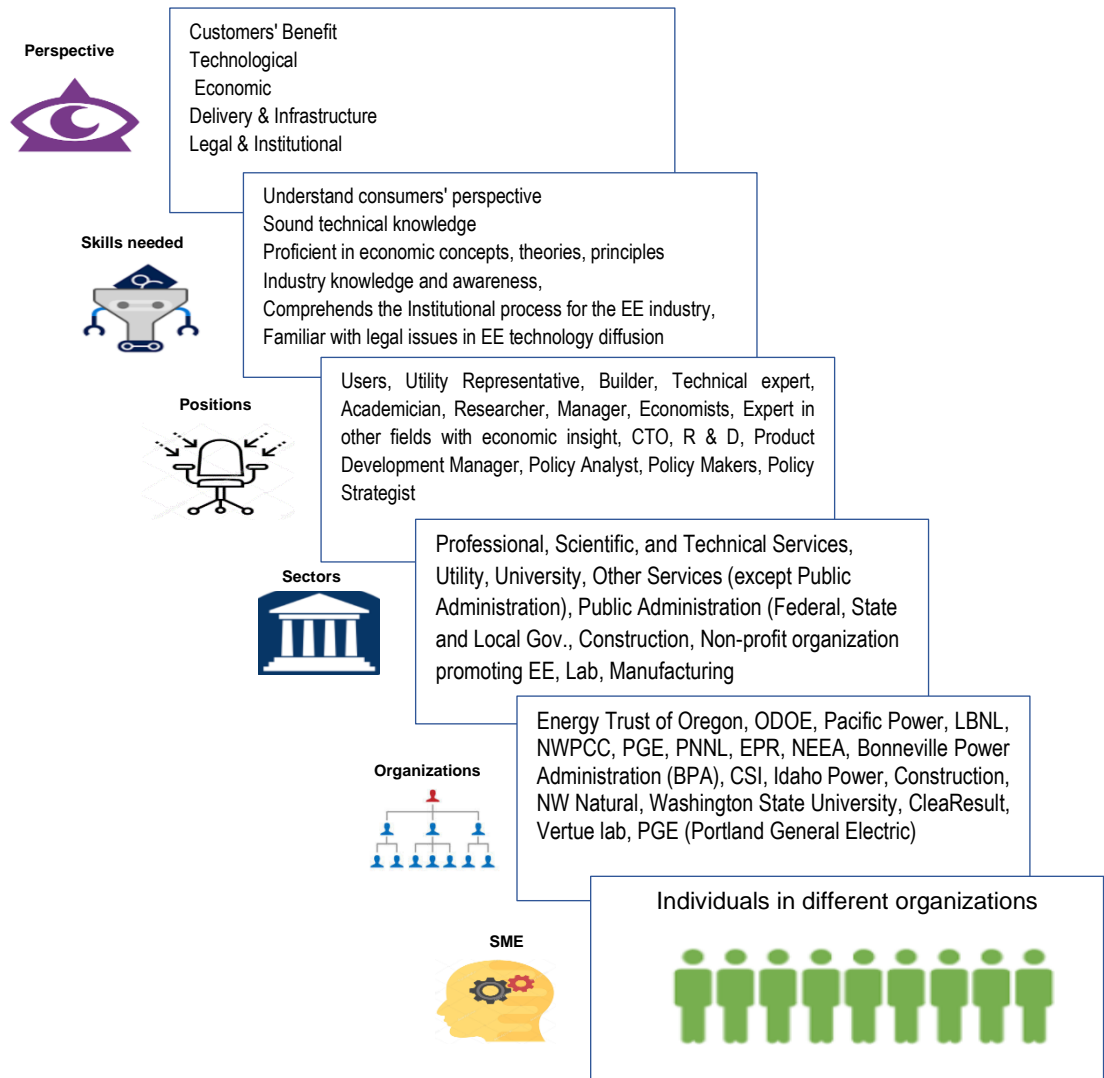 Perspective
Customers' Benefit
Technological
Economic
Delivery & Infrastructure
Legal & Institutional
Skills needed
Understand consumers' perspective
Sound technical knowledge
Proficient in economic concepts, theories, principles
Industry knowledge and awareness,
Comprehends the Institutional process for the EE industry,
Familiar with legal issues in EE technology diffusion
Positions
Users, Utility Representative, Builder, Technical expert,
Academician, Researcher, Manager, Economists, Expert in
other fields with economic insight, CTO, R & D, Product
Development Manager, Policy Analyst, Policy Makers, Policy
Strategist
Sectors
Professional, Scientific, and Technical Services,
Utility, University, Other Services (except Public
Administration), Public Administration (Federal, State
and Local Gov., Construction, Non-profit organization
promoting EE, Lab, Manufacturing
Organizations
Energy Trust of Oregon, ODOE, Pacific Power, LBNL,
NWPCC, PGE, PNNL, EPR, NEEA, Bonneville Power
Administration (BPA), CSI, Idaho Power, Construction,
NW Natural, Washington State University, CleaResult,
Vertue lab, PGE (Portland General Electric)
SME
Individuals in different organizations